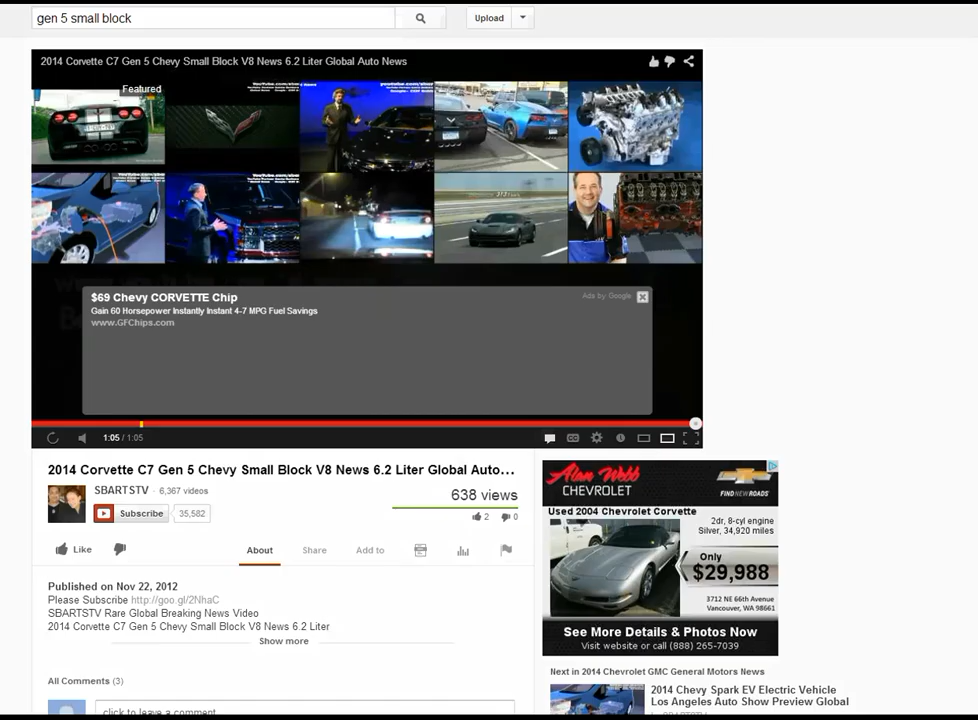 gen 5 small block
Upload
2014 Corvette C7 Gen 5 Chevy Small Block V8 News 6.2 Liter Global Auto News
Featured
$69 Chevy CORVETTE Chip
Ads by Google
Gain 60 Horsepower Instantly Instant 4-7 MPG Fuel Savings
www.GFChips.com
1:05 / 1:05
2014 Corvette C7 Gen 5 Chevy Small Block V8 News 6.2 Liter Global Auto...
SBARTSTV · 6,367 videos
Subscribe 35,582
638 views
2 0
Like
About Share Add to
Published on Nov 22, 2012
Please Subscribe http://goo.gl/2NhaC
SBARTSTV Rare Global Breaking News Video
2014 Corvette C7 Gen 5 Chevy Small Block V8 News 6.2 Liter
Show more
All Comments (3)
click to leave a comment
Alan Webb
CHEVROLET
FIND NEW ROADS
Used 2004 Chevrolet Corvette
2dr, 8-cyl engine
Silver, 34,920 miles
Only
$29,988
3712 NE 66th Avenue
Vancouver, WA 98661
See More Details & Photos Now
Visit website or call (888) 265-7039
Next in 2014 Chevrolet GMC General Motors News
2014 Chevy Spark EV Electric Vehicle
Los Angeles Auto Show Preview Global